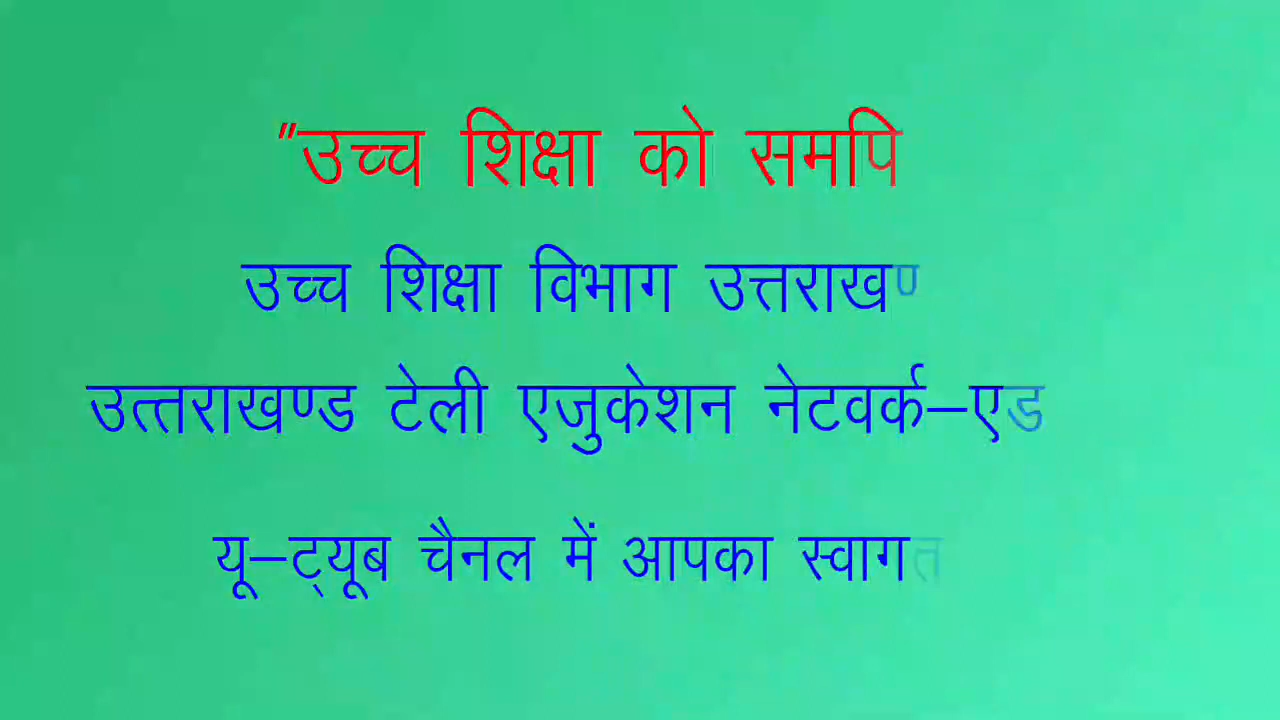 "उच्च शिक्षा को समपि
उच्च शिक्षा विभाग उत्तराखण
उत्तराखण्ड टेली एजुकेशन नेटवर्क–एड
यू–ट्यूब चैनल में आपका स्वागत